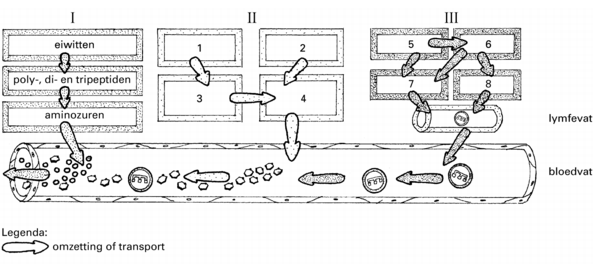 I II III
eiwitten
poly-, di- en tripeptiden
aminozuren
1 2
3 4
5 6
7 8
lymfevat
bloedvat
Legenda:
omzetting of transport